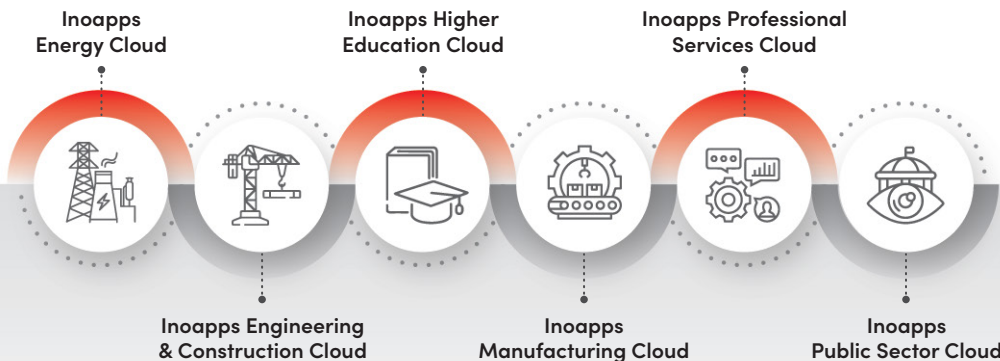 Inoapps
Energy Cloud
Inoapps Higher
Education Cloud
Inoapps Professional
Services Cloud
Inoapps Engineering
& Construction Cloud
Inoapps
Manufacturing Cloud
Inoapps
Public Sector Cloud